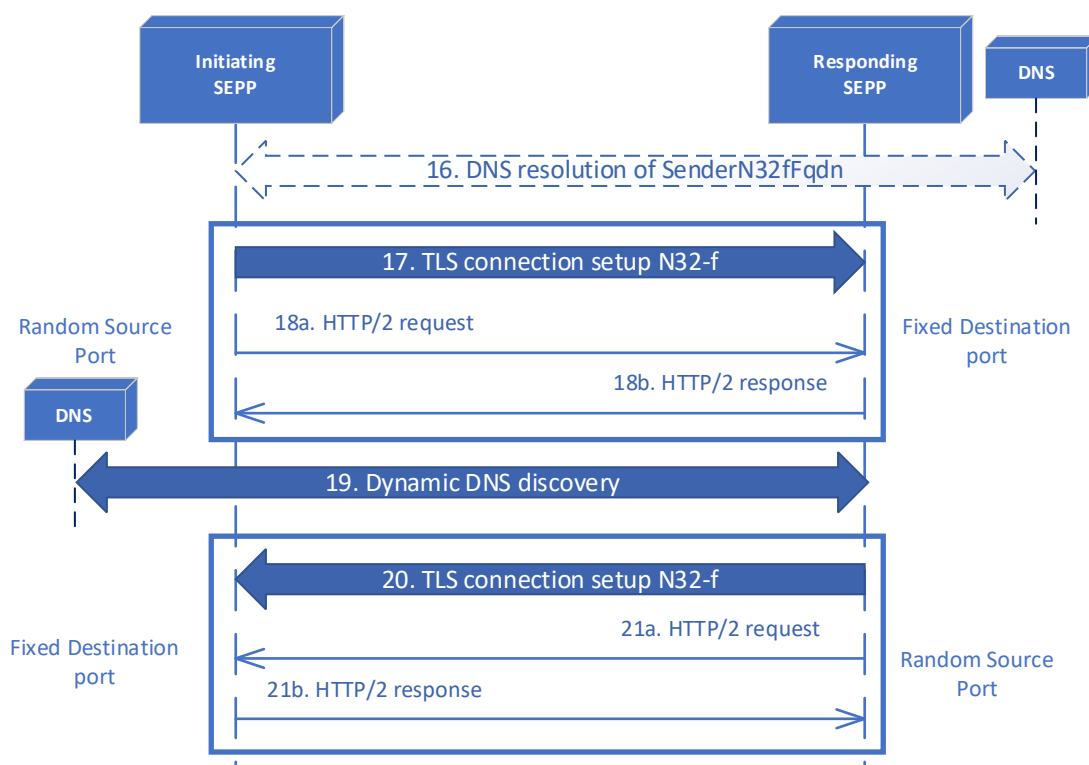 Initiating
SEPP
Responding
SEPP
DNS
16. DNS resolution of SenderN32fFqdn
17. TLS connection setup N32-f
Random Source
Port
18a. HTTP/2 request
Fixed Destination
port
18b. HTTP/2 response
DNS
19. Dynamic DNS discovery
20. TLS connection setup N32-f
21a. HTTP/2 request
Fixed Destination
port
Random Source
Port
21b. HTTP/2 response